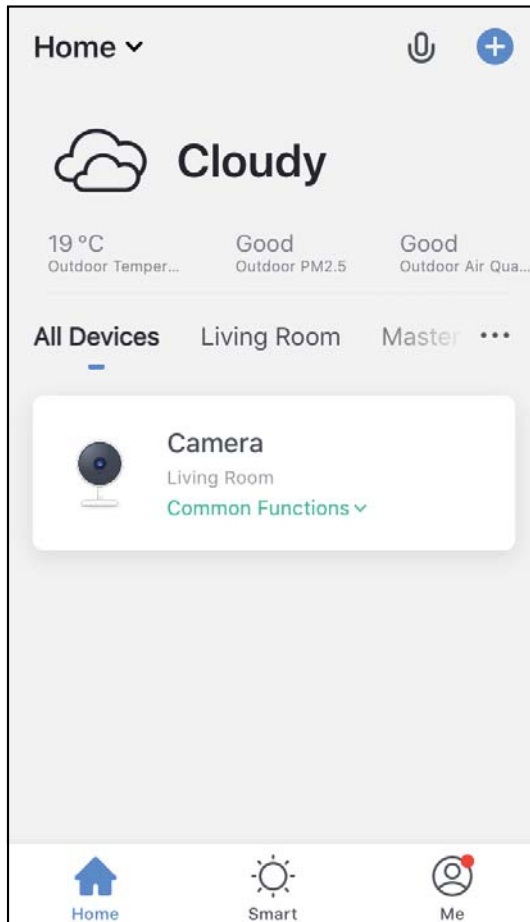 Home
Cloudy
19 °C Good Good
Outdoor Temper... Outdoor PM2.5 Outdoor Air Qua...
All Devices Living Room Master ...
Camera
Living Room
Common Functions
Home Smart Me